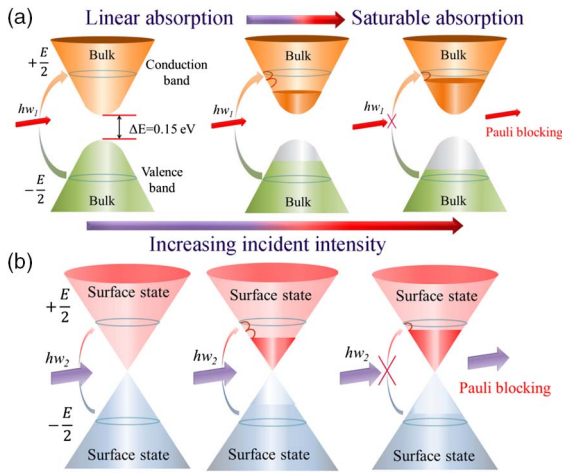 (a)
Linear absorption
Saturable absorption
+E/2
Bulk
Conduction
band
Bulk
Bulk
hw₁
ΔE=0.15 eV
hw₁
hw₁
Pauli blocking
Valence
band
-E/2
Bulk
Bulk
Bulk
Increasing incident intensity
(b)
+E/2
Surface state
Surface state
Surface state
hw₂
hw₂
hw₂
Pauli blocking
-E/2
Surface state
Surface state
Surface state